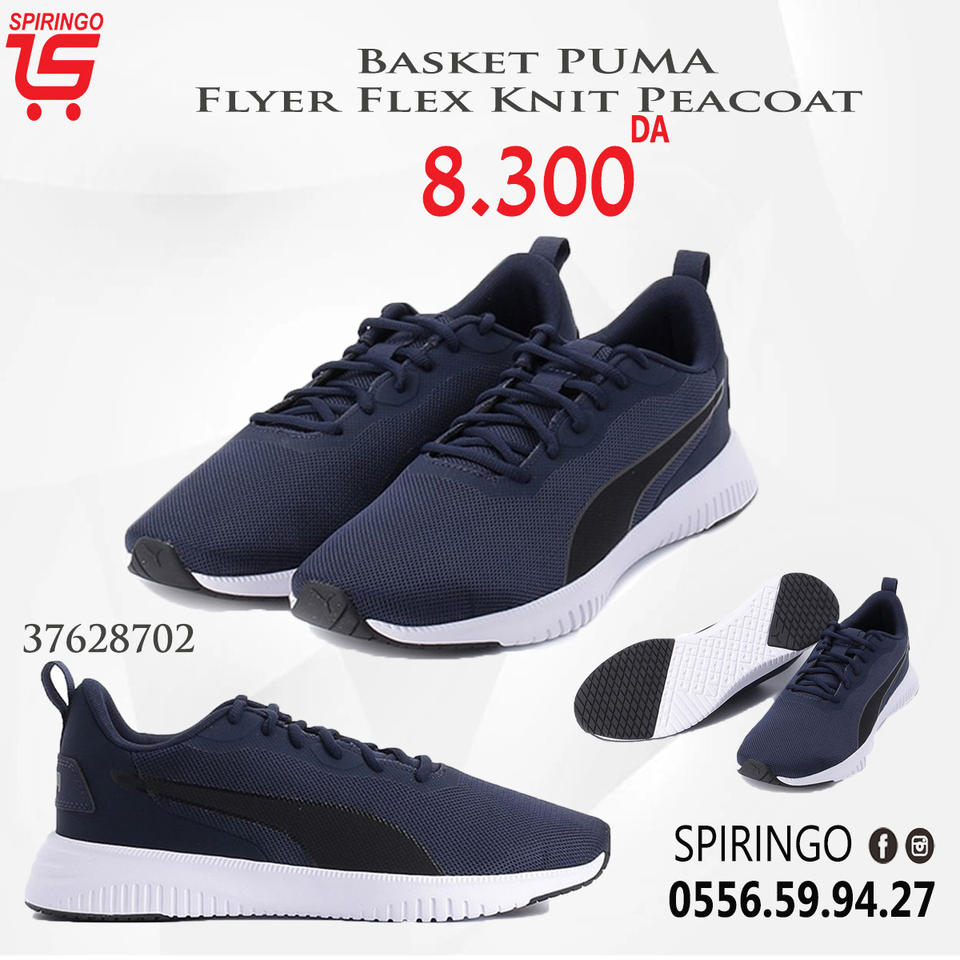 SPIRINGO
BASKET PUMA
FLYER FLEX KNIT PEACOAT
DA
8.300
37628702
SPIRINGO
0556.59.94.27